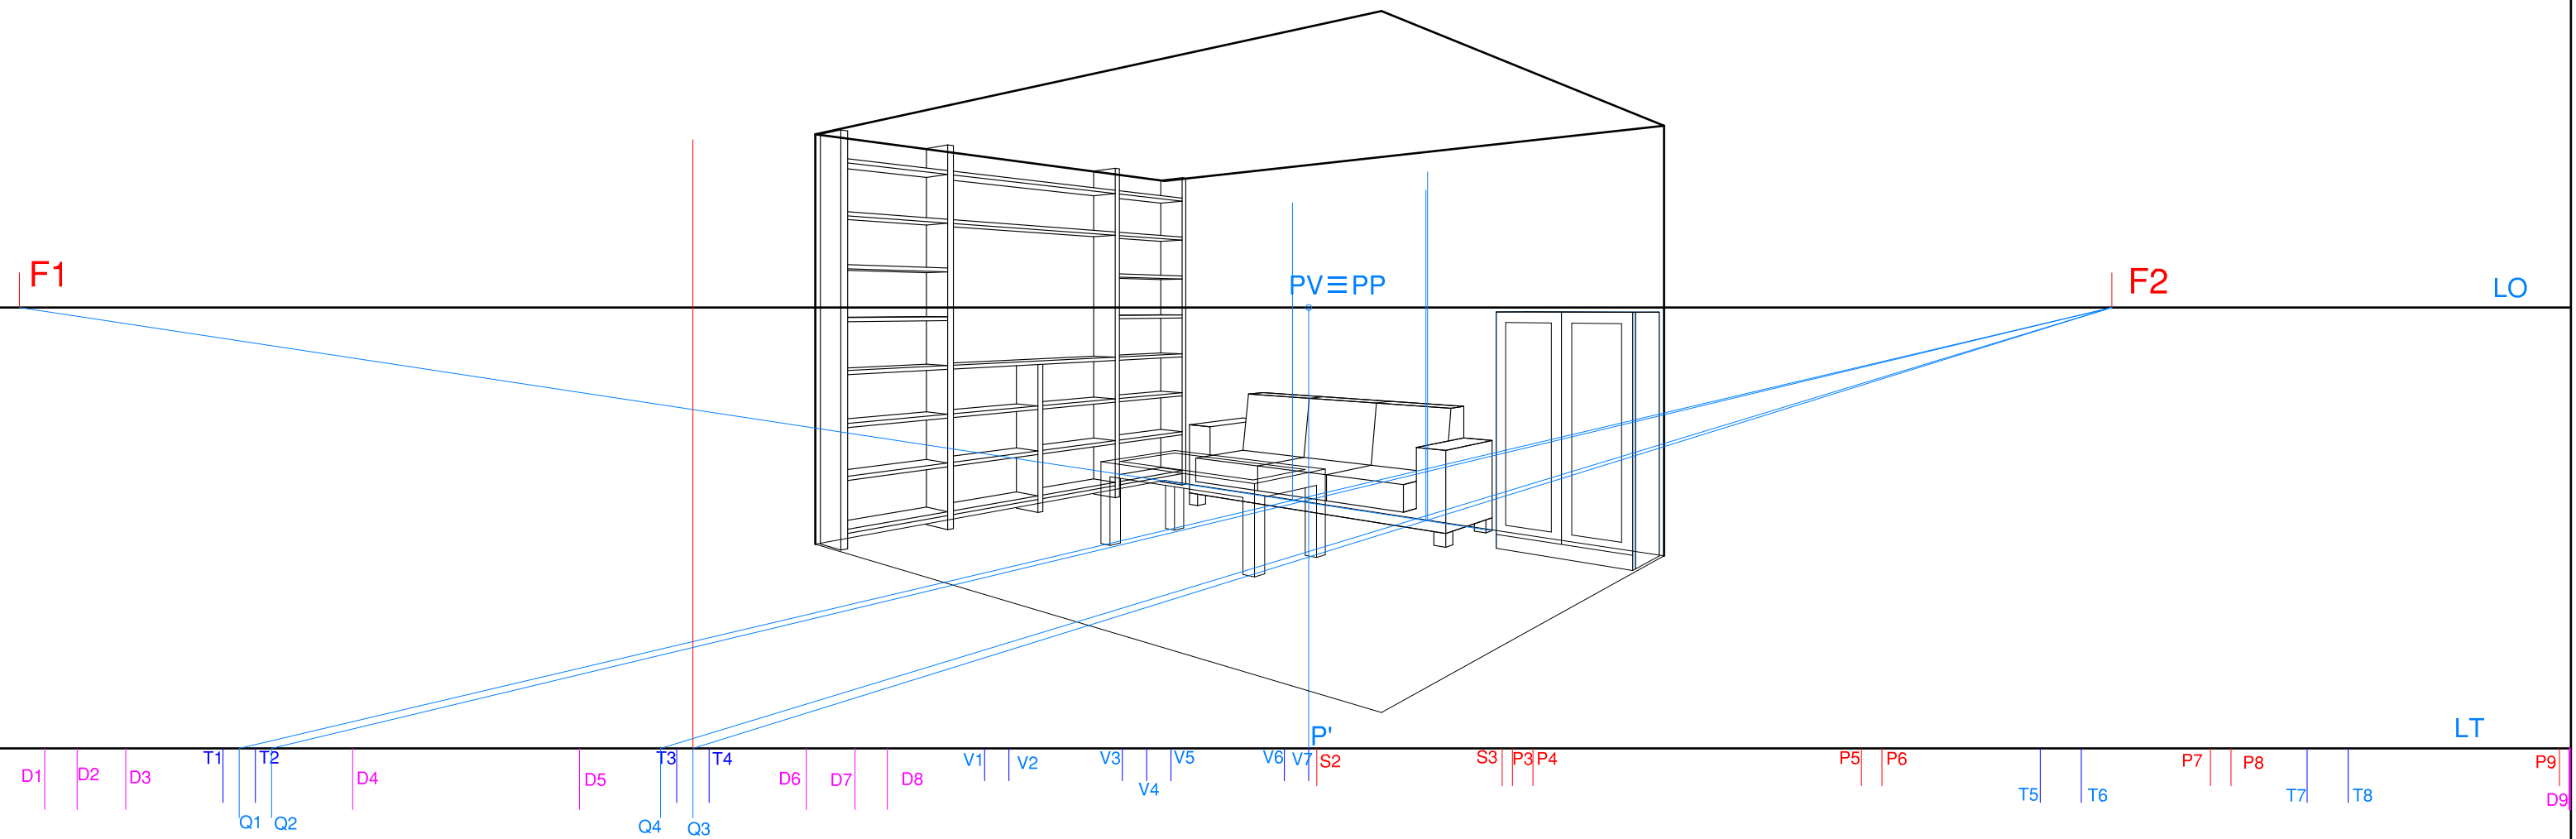 F1
PV≡PP
F2
LO
LT
P'
T1 T2 T3 T4 V1 V2 V3 V5 V6 V7 S2 S3 P3 P4 P5 P6 P7 P8 P9
D1 D2 D3 D4 D5 D6 D7 D8 V4 T5 T6 T7 T8 D9
Q1 Q2 Q4 Q3